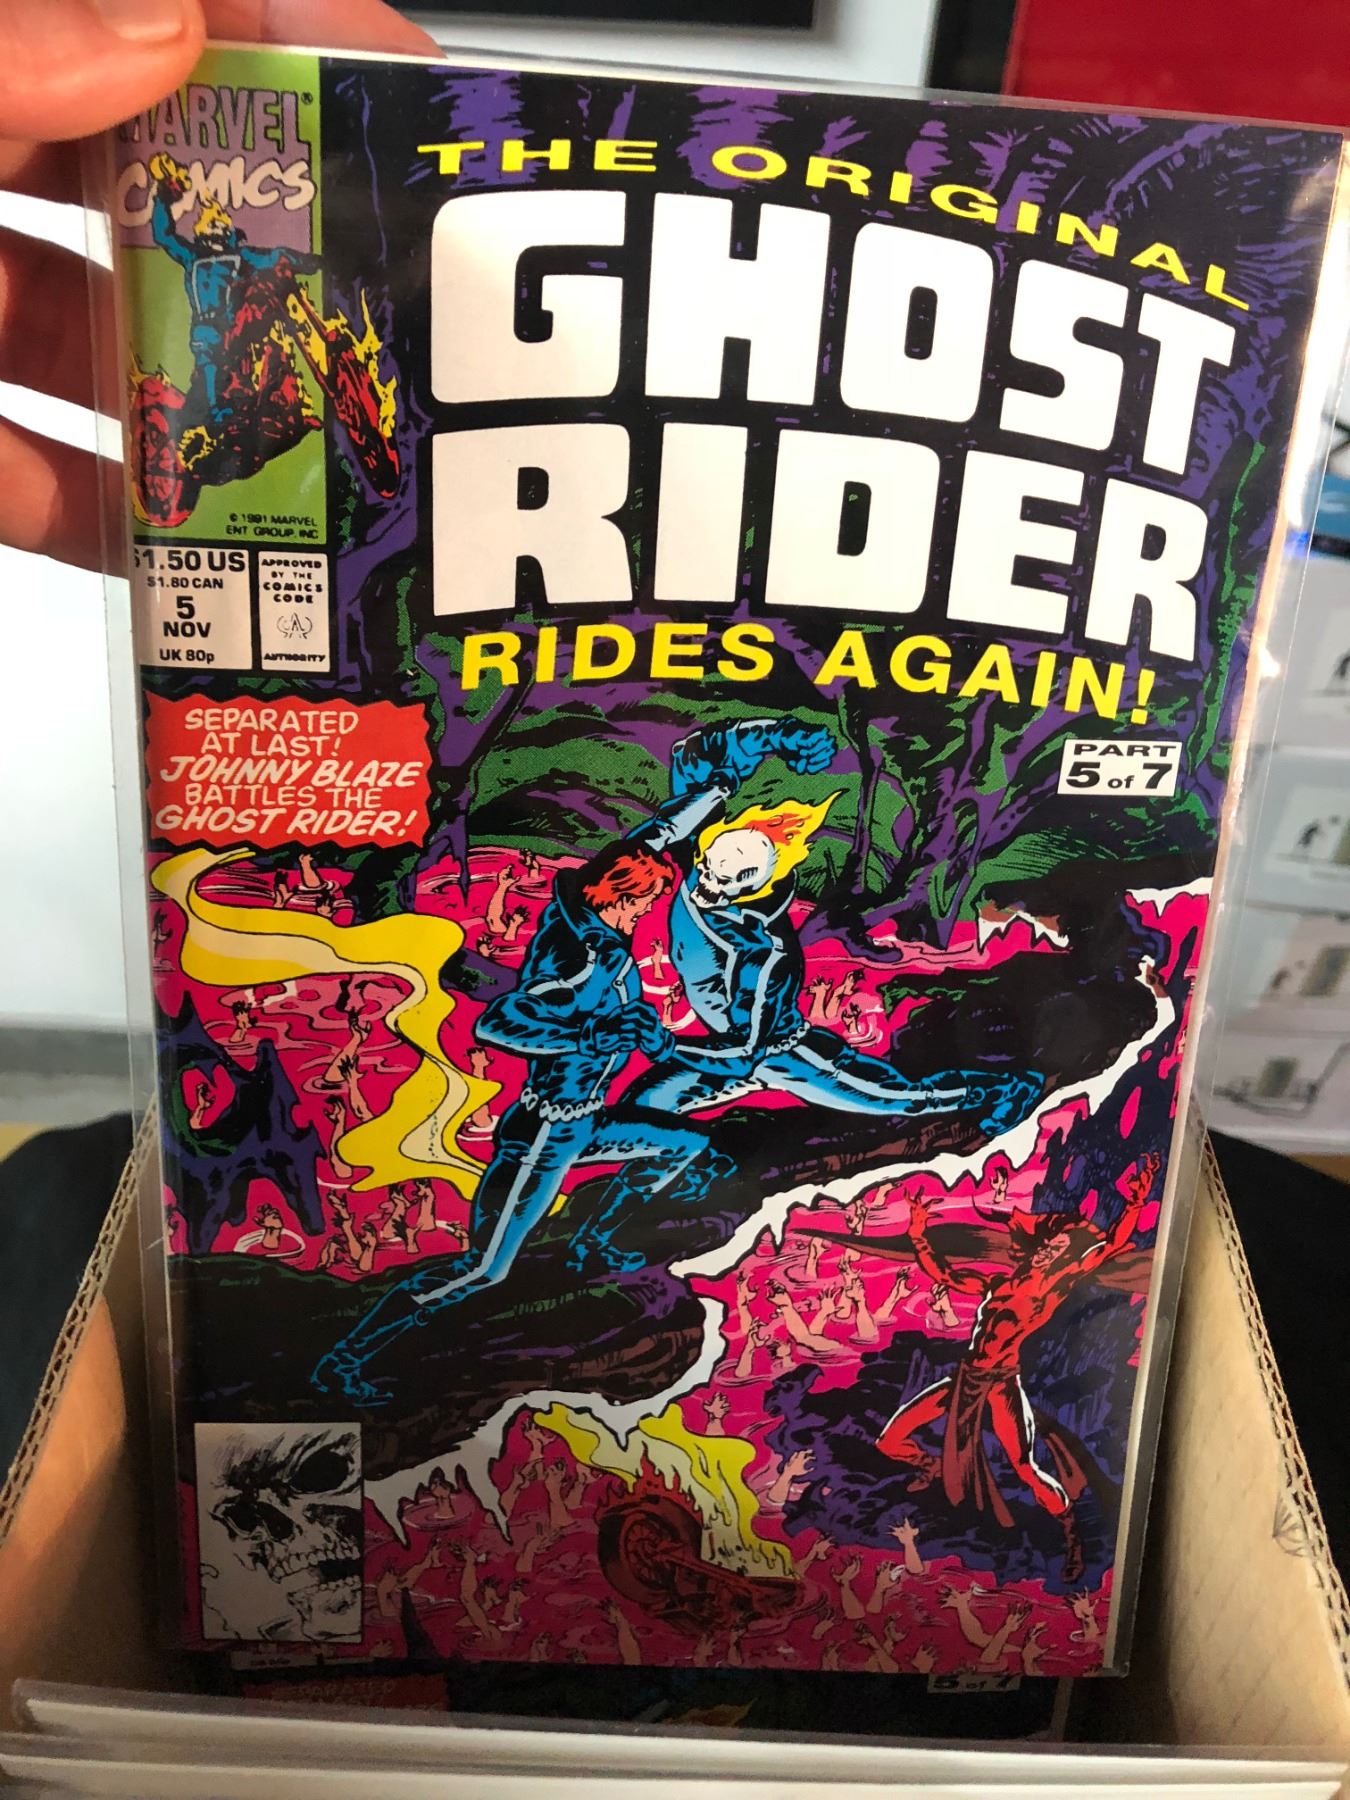 MARVEL®
COMICS
THE ORIGINAL
GHOST
RIDER
RIDES AGAIN!
© 1991 MARVEL
ENT GROUP, INC
$1.50 US
$1.80 CAN
5
NOV
UK 80p
APPROVED
BY THE
COMICS
CODE
AUTHORITY
PART
5 of 7
SEPARATED
AT LAST!
JOHNNY BLAZE
BATTLES THE
GHOST RIDER!
5 of 7